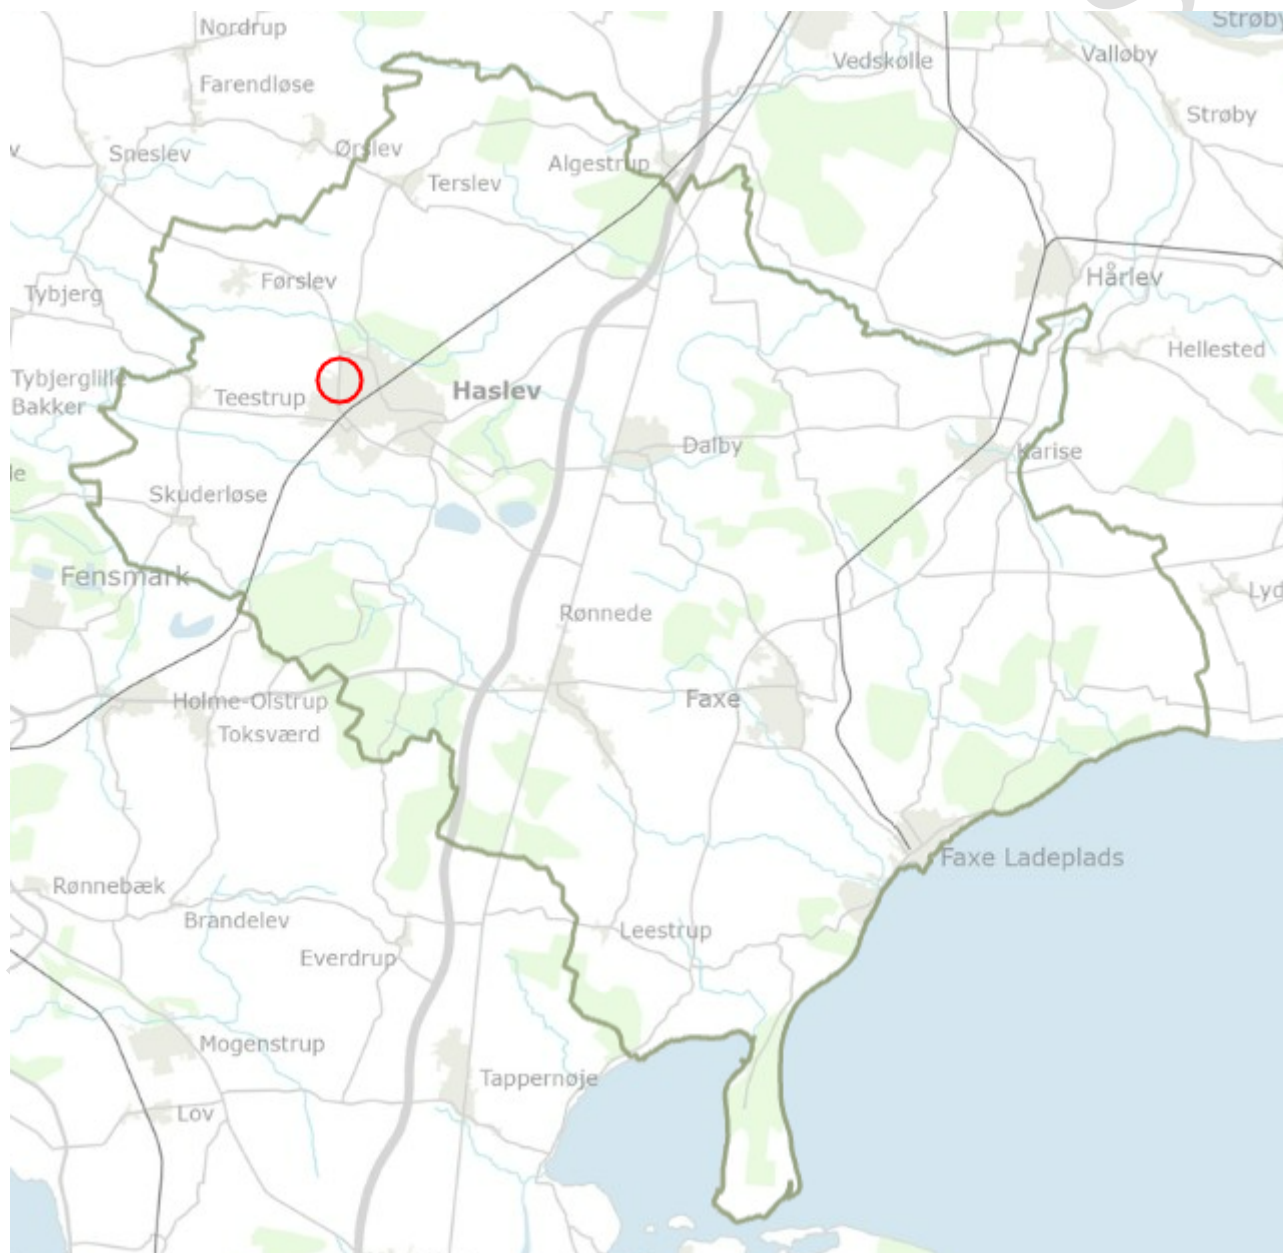 Nordrup
Vedskølle
Valløby
Farendløse
Strøby
Sneslev
Ørslev
Algestrup
Terslev
Førslev
Hårlev
Tybjerg
Hellested
Tybjerglille
Bakker
Teestrup
Haslev
Dalby
Karise
Skuderløse
Fensmark
Rønnede
Holme-Olstrup
Faxe
Toksværd
Faxe Ladeplads
Rønnebæk
Brandelev
Leestrup
Everdrup
Mogenstrup
Tappernøje
Lov